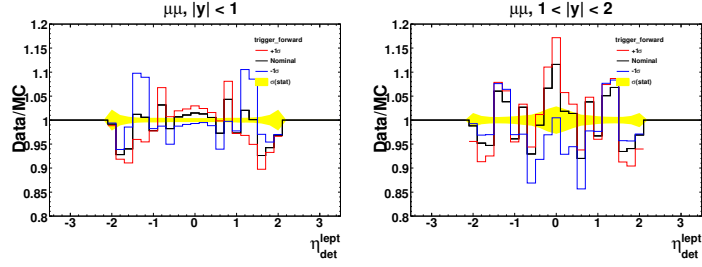 μμ, |y| < 1
Data/MC
1.2
1.15
1.1
1.05
1
0.95
0.9
0.85
0.8
trigger_forward
+1σ
Nominal
-1σ
σ(stat)
-3 -2 -1 0 1 2 3
η^lept_det
μμ, 1 < |y| < 2
Data/MC
1.2
1.15
1.1
1.05
1
0.95
0.9
0.85
0.8
trigger_forward
+1σ
Nominal
-1σ
σ(stat)
-3 -2 -1 0 1 2 3
η^lept_det